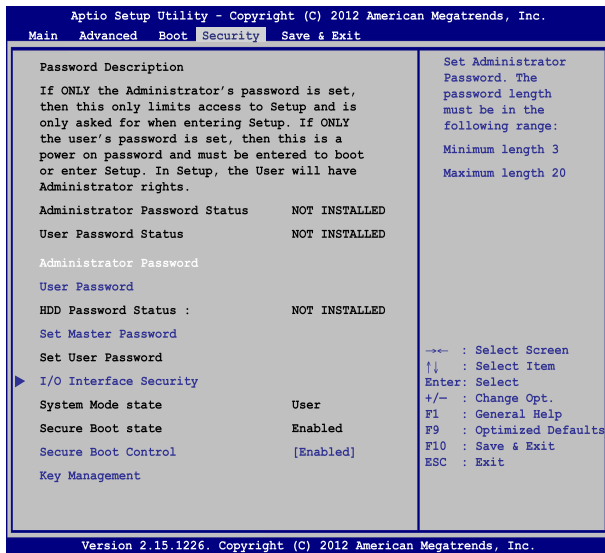 Aptio Setup Utility - Copyright (C) 2012 American Megatrends, Inc.
Main Advanced Boot Security Save & Exit
Password Description
If ONLY the Administrator's password is set,
then this only limits access to Setup and is
only asked for when entering Setup. If ONLY
the user's password is set, then this is a
power on password and must be entered to boot
or enter Setup. In Setup, the User will have
Administrator rights.
Administrator Password Status NOT INSTALLED
User Password Status NOT INSTALLED
Administrator Password
User Password
HDD Password Status : NOT INSTALLED
Set Master Password
Set User Password
I/O Interface Security
System Mode state User
Secure Boot state Enabled
Secure Boot Control [Enabled]
Key Management
Set Administrator
Password. The
password length
must be in the
following range:
Minimum length 3
Maximum length 20
→← : Select Screen
↑↓ : Select Item
Enter: Select
+/— : Change Opt.
F1 : General Help
F9 : Optimized Defaults
F10 : Save & Exit
ESC : Exit
Version 2.15.1226. Copyright (C) 2012 American Megatrends, Inc.